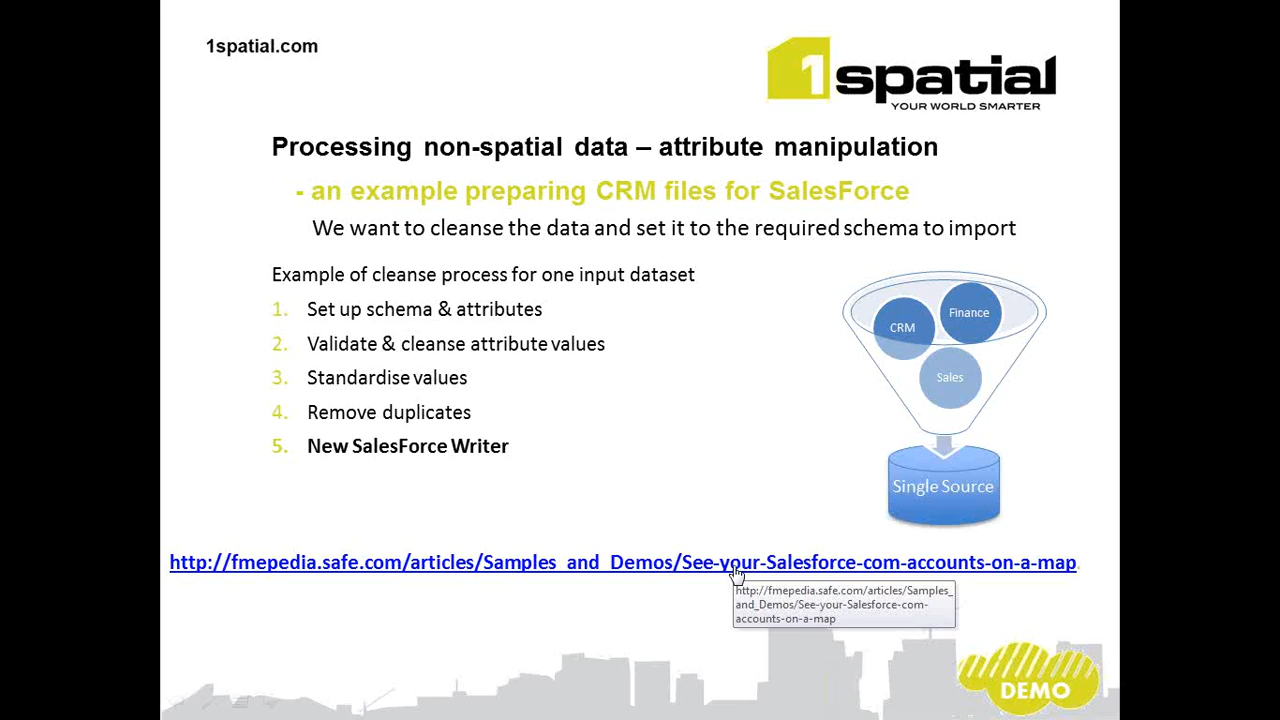 1spatial.com
1spatial
YOUR WORLD SMARTER
Processing non-spatial data – attribute manipulation
- an example preparing CRM files for SalesForce
We want to cleanse the data and set it to the required schema to import
Example of cleanse process for one input dataset
1. Set up schema & attributes
2. Validate & cleanse attribute values
3. Standardise values
4. Remove duplicates
5. New SalesForce Writer
Finance
CRM
Sales
Single Source
http://fmepedia.safe.com/articles/Samples_and_Demos/See-your-Salesforce-com-accounts-on-a-map.
http://fmepedia.safe.com/articles/Samples_
and_Demos/See-your-Salesforce-com-
accounts-on-a-map
DEMO